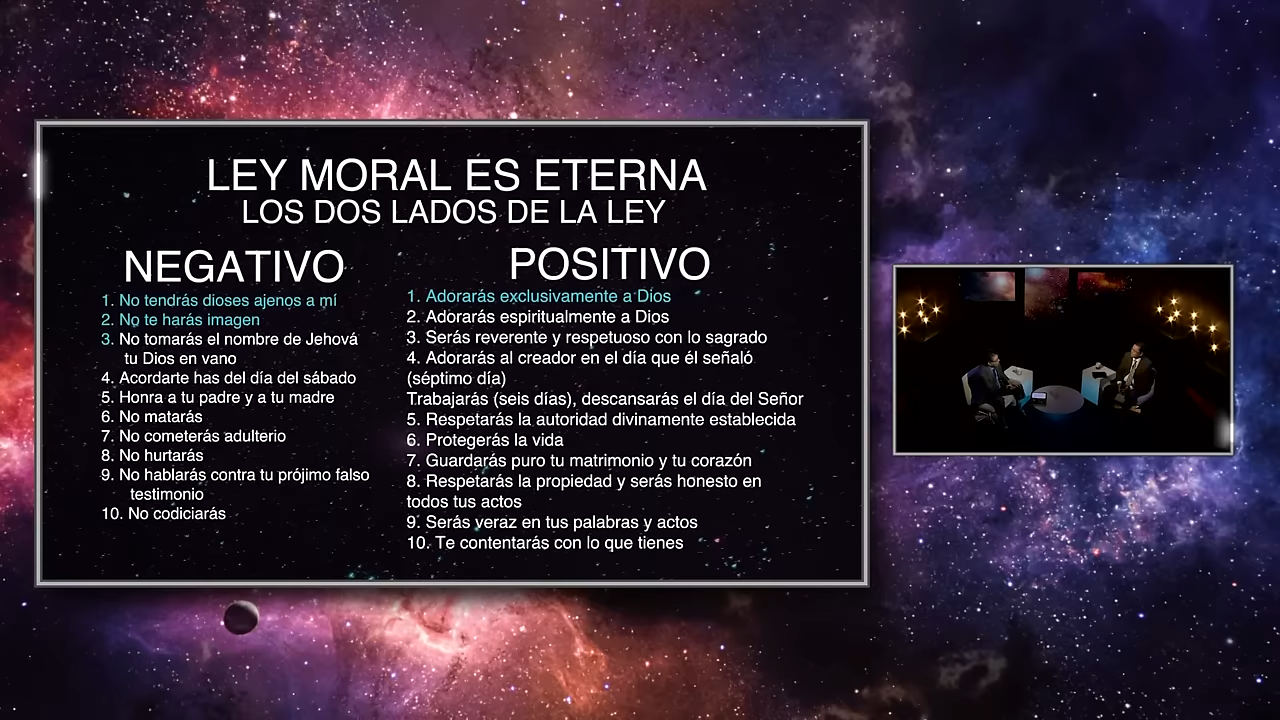 LEY MORAL ES ETERNA
LOS DOS LADOS DE LA LEY
NEGATIVO
1. No tendrás dioses ajenos a mí
2. No te harás imagen
3. No tomarás el nombre de Jehová
tu Dios en vano
4. Acordarte has del día del sábado
5. Honra a tu padre y a tu madre
6. No matarás
7. No cometerás adulterio
8. No hurtarás
9. No hablarás contra tu prójimo falso
testimonio
10. No codiciarás
POSITIVO
1. Adorarás exclusivamente a Dios
2. Adorarás espiritualmente a Dios
3. Serás reverente y respetuoso con lo sagrado
4. Adorarás al creador en el día que él señaló
(séptimo día)
Trabajarás (seis días), descansarás el día del Señor
5. Respetarás la autoridad divinamente establecida
6. Protegerás la vida
7. Guardarás puro tu matrimonio y tu corazón
8. Respetarás la propiedad y serás honesto en
todos tus actos
9. Serás veraz en tus palabras y actos
10. Te contentarás con lo que tienes